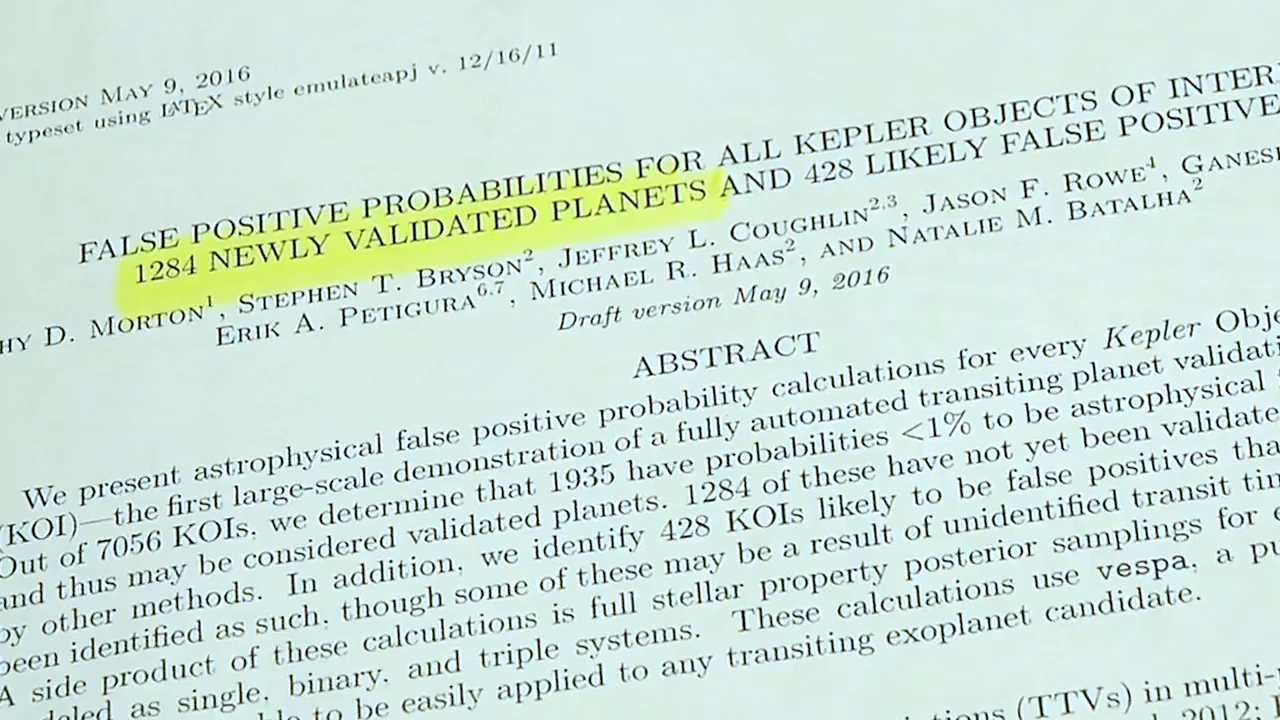 VERSION MAY 9, 2016
typeset using LATEX style emulateapj v. 12/16/11
FALSE POSITIVE PROBABILITIES FOR ALL KEPLER OBJECTS OF INTER
1284 NEWLY VALIDATED PLANETS AND 428 LIKELY FALSE POSITIVE
HY D. MORTON1, STEPHEN T. BRYSON2, JEFFREY L. COUGHLIN2,3, JASON F. ROWE4, GANESH
ERIK A. PETIGURA6,7, MICHAEL R. HAAS2, AND NATALIE M. BATALHA2
Draft version May 9, 2016
ABSTRACT
We present astrophysical false positive probability calculations for every Kepler Obje
(KOI)—the first large-scale demonstration of a fully automated transiting planet validati
Out of 7056 KOIs, we determine that 1935 have probabilities <1% to be astrophysical
and thus may be considered validated planets. 1284 of these have not yet been validate
by other methods. In addition, we identify 428 KOIs likely to be false positives tha
been identified as such, though some of these may be a result of unidentified transit tim
A side product of these calculations is full stellar property posterior samplings for e
deled as single, binary, and triple systems. These calculations use vespa, a pu
ble to be easily applied to any transiting exoplanet candidate.
tions (TTVs) in multi-p
2012;